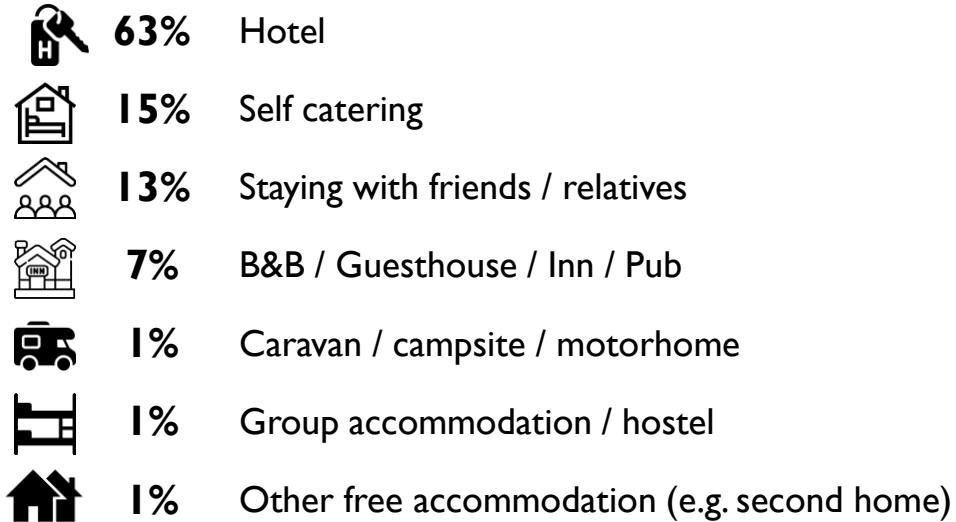 H 63% Hotel
15% Self catering
13% Staying with friends / relatives
INN 7% B&B / Guesthouse / Inn / Pub
1% Caravan / campsite / motorhome
1% Group accommodation / hostel
1% Other free accommodation (e.g. second home)